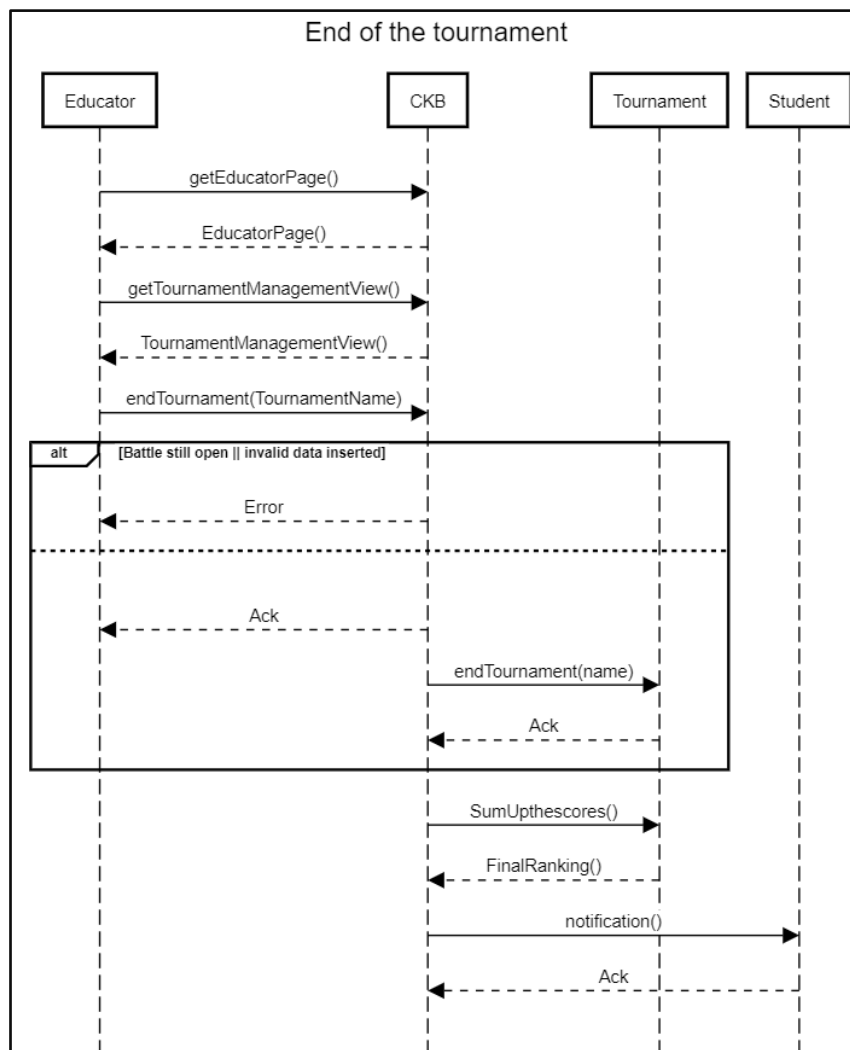 End of the tournament
Educator
CKB
Tournament
Student
getEducatorPage()
EducatorPage()
getTournamentManagementView()
TournamentManagementView()
endTournament(TournamentName)
alt
[Battle still open || invalid data inserted]
Error
Ack
endTournament(name)
Ack
SumUpthescores()
FinalRanking()
notification()
Ack